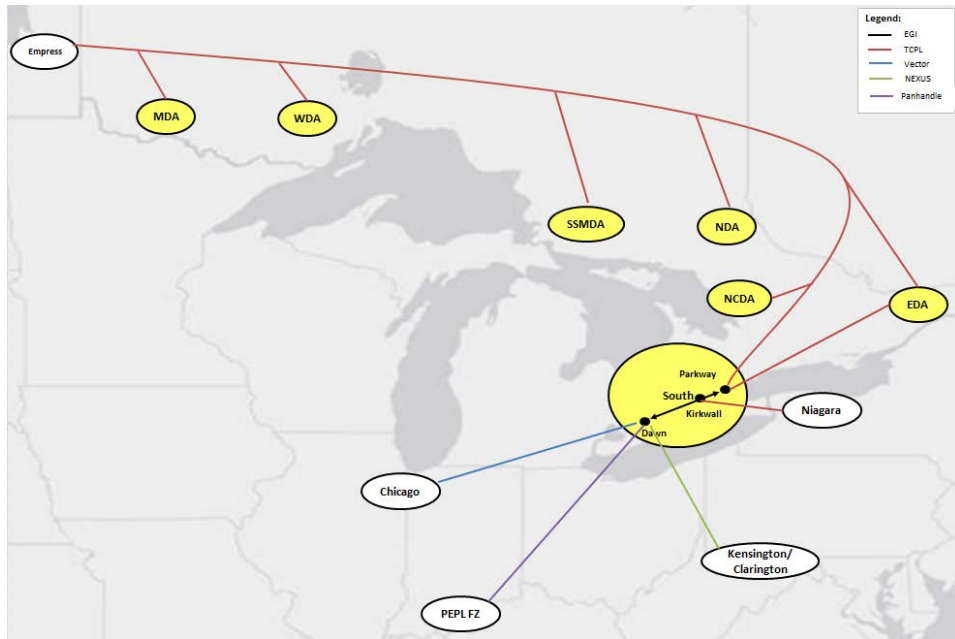 Legend:
EGI
TCPL
Vector
NEXUS
Panhandle
Empress
MDA
WDA
SSMDA
NDA
NCDA
EDA
Parkway
South
Kirkwall
Dawn
Niagara
Chicago
Kensington/
Clarington
PEPL FZ